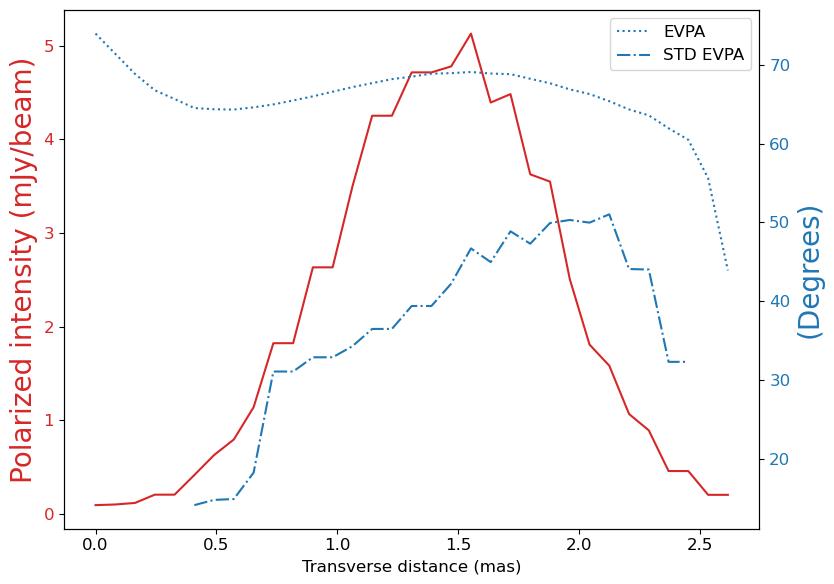 EVPA
STD EVPA
Polarized intensity (mJy/beam)
5
4
3
2
1
0
70
60
50
40
30
20
(Degrees)
0.0 0.5 1.0 1.5 2.0 2.5
Transverse distance (mas)